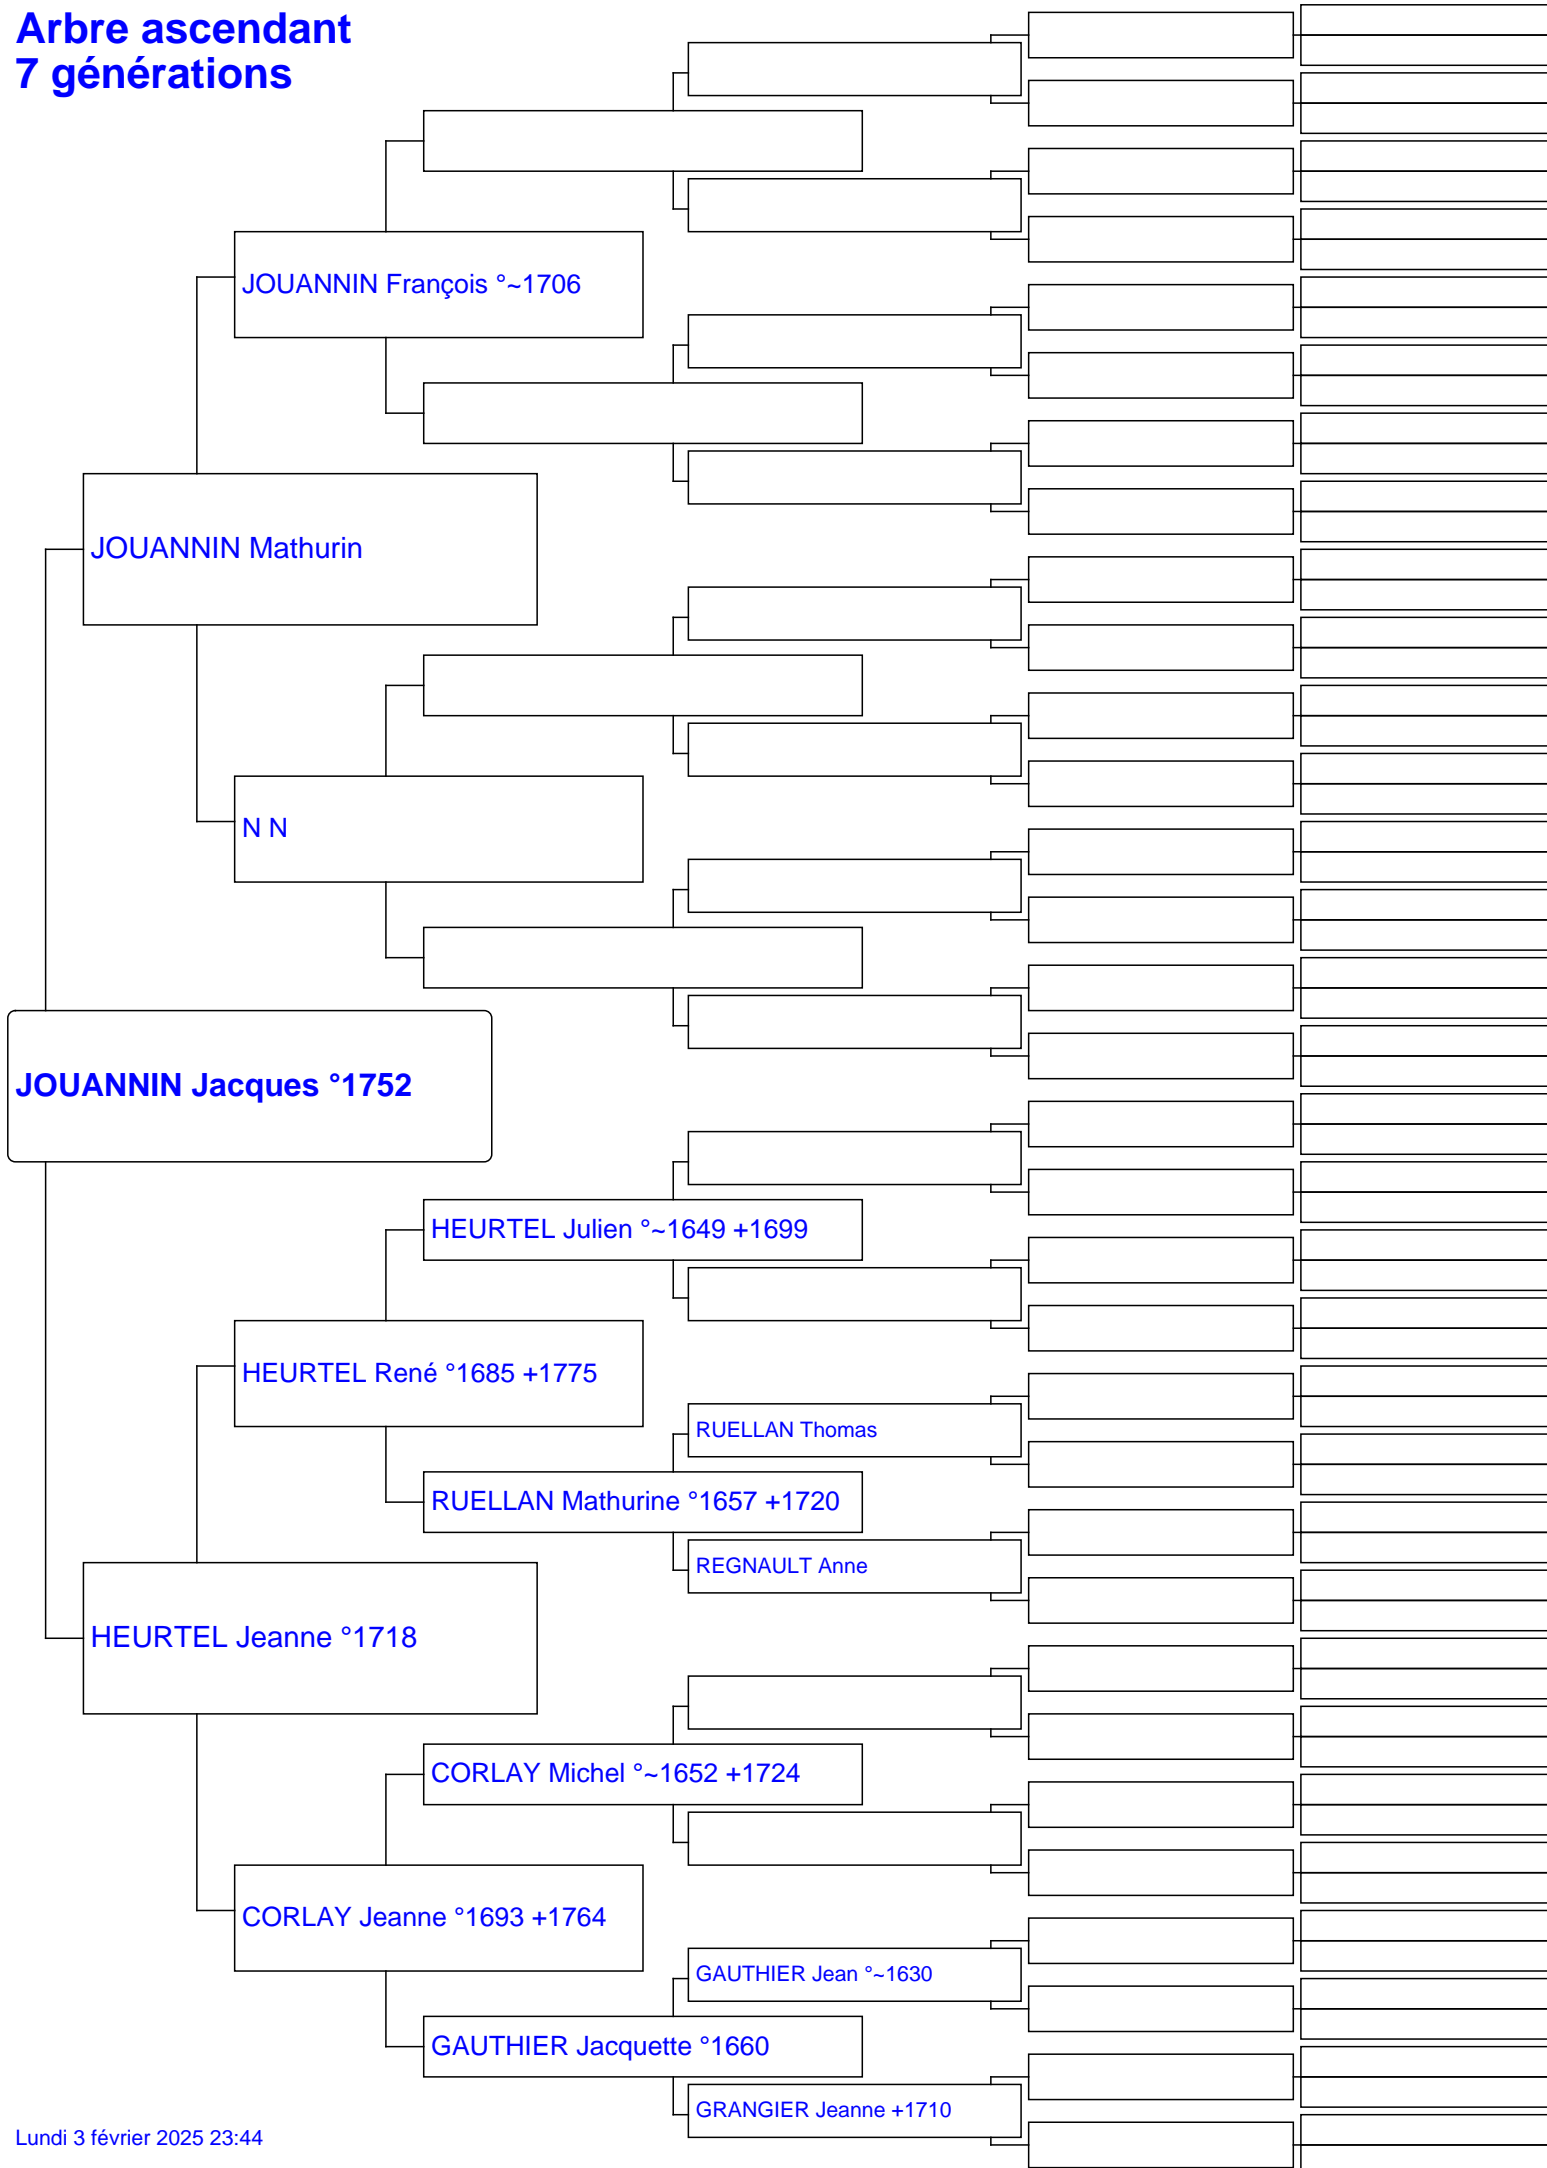 Arbre ascendant
7 générations
JOUANNIN François °~1706
JOUANNIN Mathurin
N N
JOUANNIN Jacques °1752
HEURTEL Julien °~1649 +1699
HEURTEL René °1685 +1775
RUELLAN Thomas
RUELLAN Mathurine °1657 +1720
REGNAULT Anne
HEURTEL Jeanne °1718
CORLAY Michel °~1652 +1724
CORLAY Jeanne °1693 +1764
GAUTHIER Jean °~1630
GAUTHIER Jacquette °1660
GRANGIER Jeanne +1710
Lundi 3 février 2025 23:44